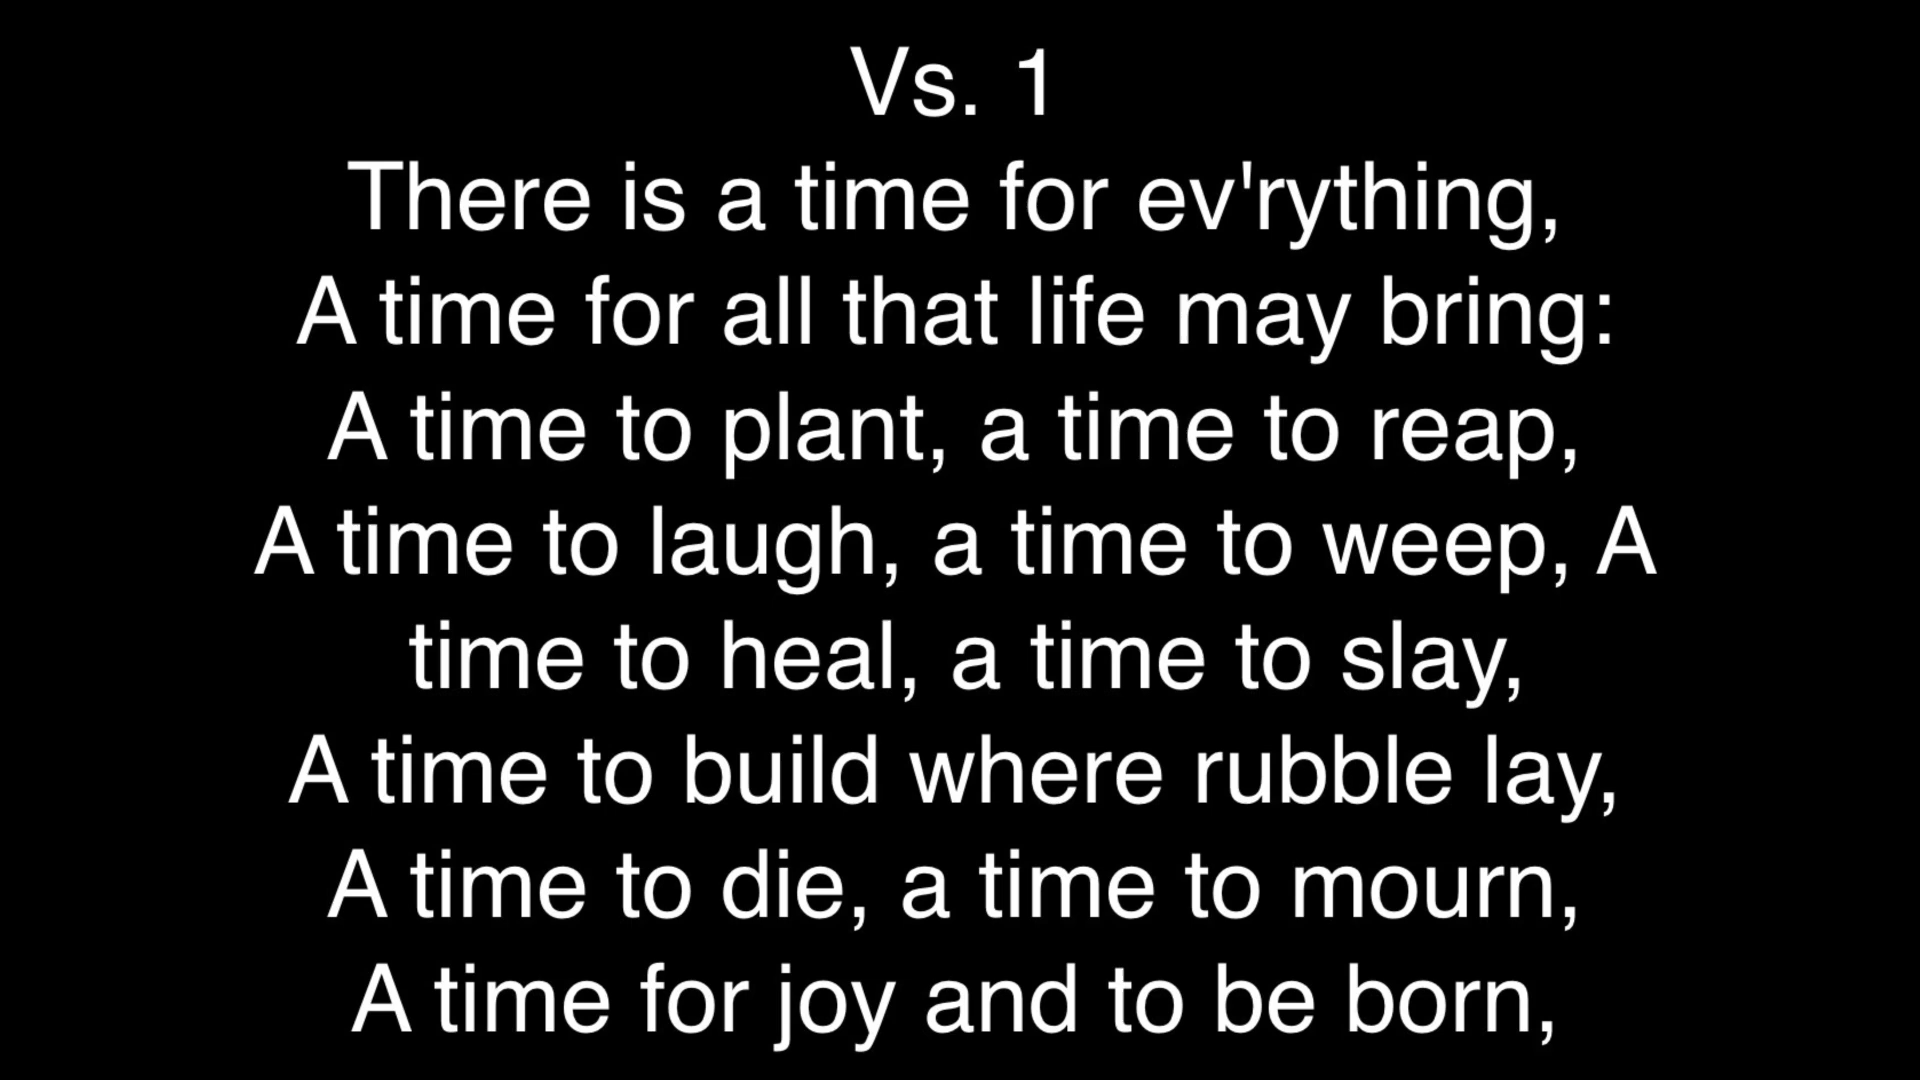 Vs. 1
There is a time for ev'rything,
A time for all that life may bring:
A time to plant, a time to reap,
A time to laugh, a time to weep, A
time to heal, a time to slay,
A time to build where rubble lay,
A time to die, a time to mourn,
A time for joy and to be born,